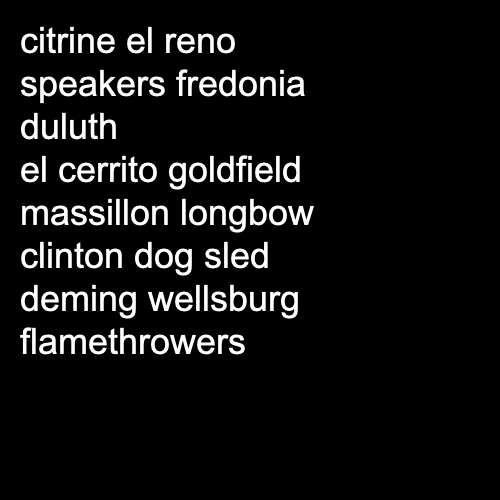 citrine el reno
speakers fredonia
duluth
el cerrito goldfield
massillon longbow
clinton dog sled
deming wellsburg
flamethrowers